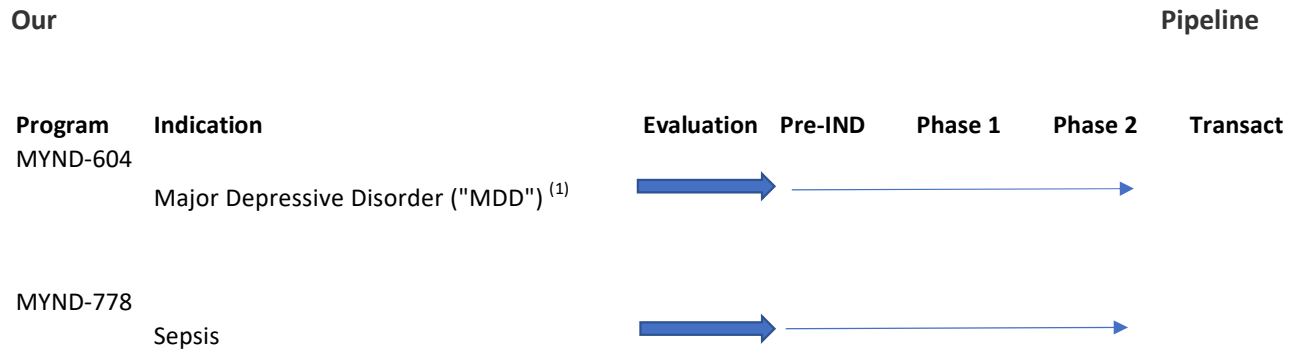 Our Pipeline
Program Indication Evaluation Pre-IND Phase 1 Phase 2 Transact
MYND-604
Major Depressive Disorder ("MDD") (1)
MYND-778
Sepsis